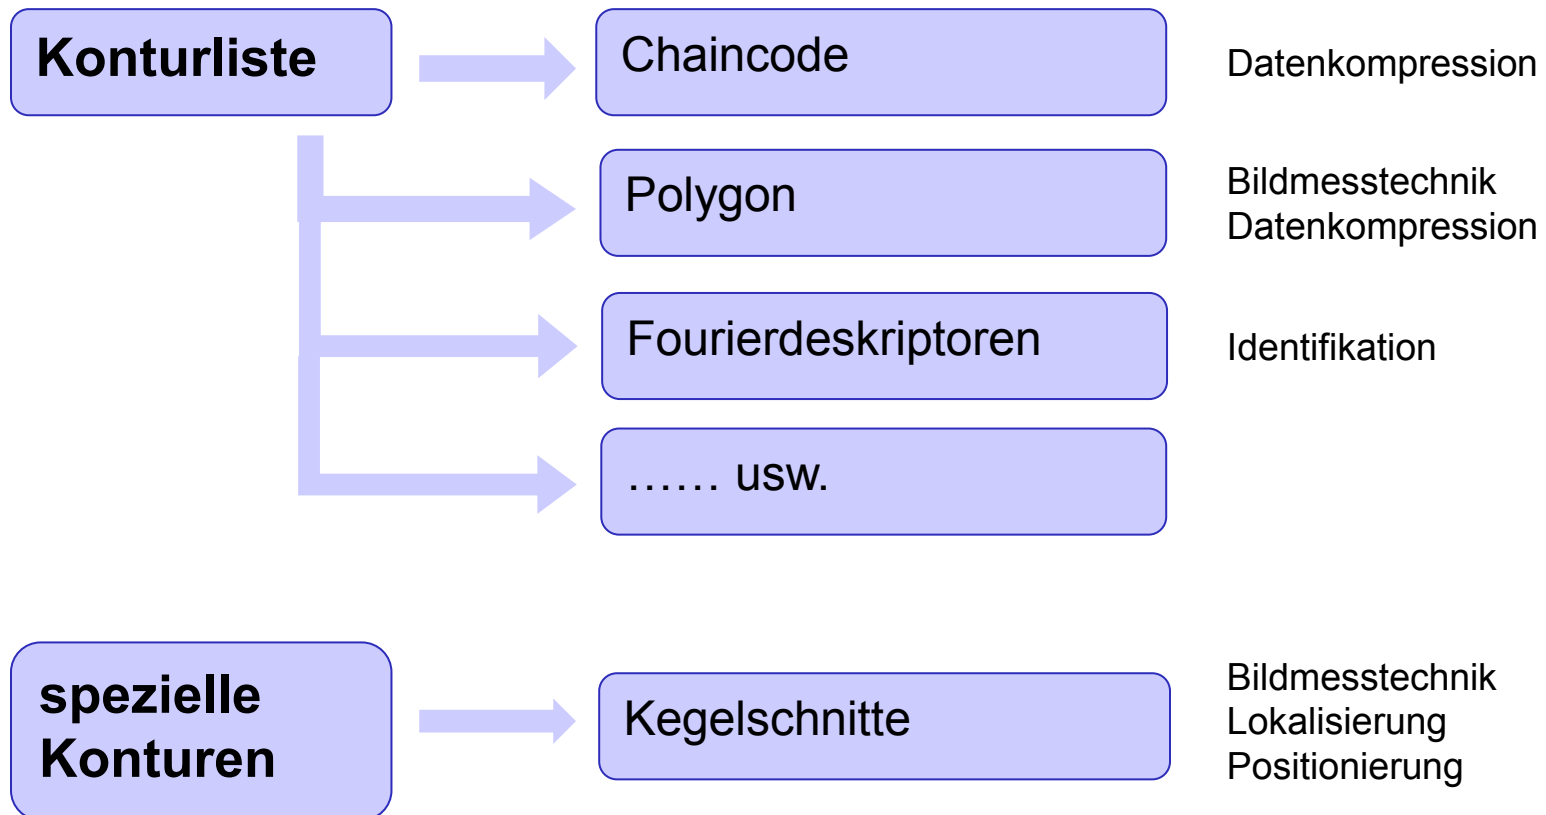 Konturliste
Chaincode
Datenkompression
Polygon
Bildmesstechnik
Datenkompression
Fourierdeskriptoren
Identifikation
…… usw.
spezielle
Konturen
Kegelschnitte
Bildmesstechnik
Lokalisierung
Positionierung